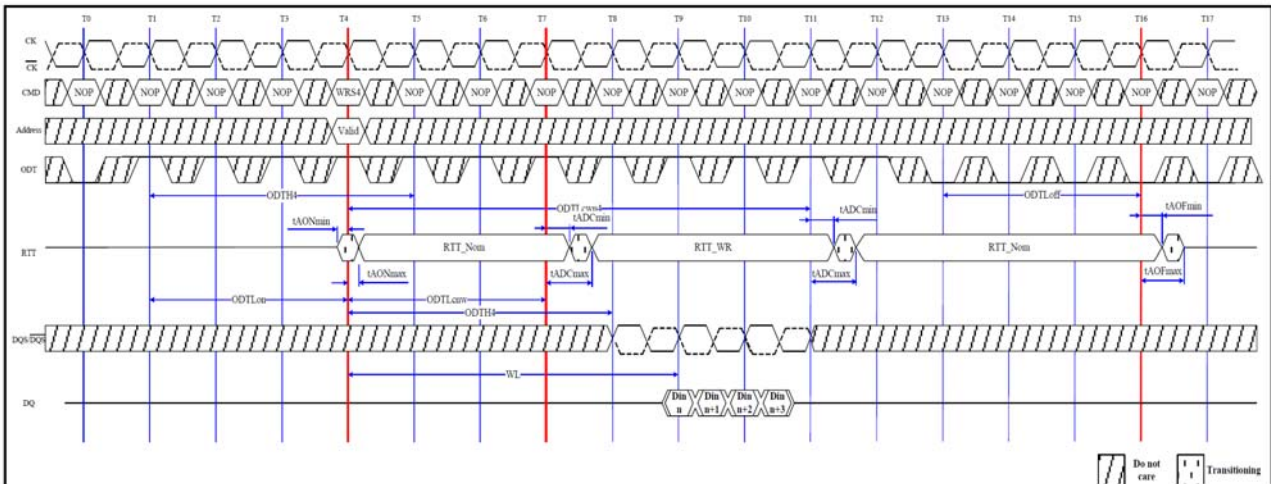 T0 T1 T2 T3 T4 T5 T6 T7 T8 T9 T10 T11 T12 T13 T14 T15 T16 T17
CK
CK
CMD NOP NOP NOP NOP WRS4 NOP NOP NOP NOP NOP NOP NOP NOP NOP NOP NOP NOP NOP
Address Valid
ODT
ODTH4 ODTLcwn4 ODTLoff
tAONmin tADCmin tADCmin tAOFmin
RTT RTT_Nom RTT_WR RTT_Nom
tAONmax tADCmax tADCmax tAOFmax
ODTLon ODTLcnw
ODTH4
DQS/DQS
WL
DQ Din n Din n+1 Din n+2 Din n+3
Do not care Transitioning